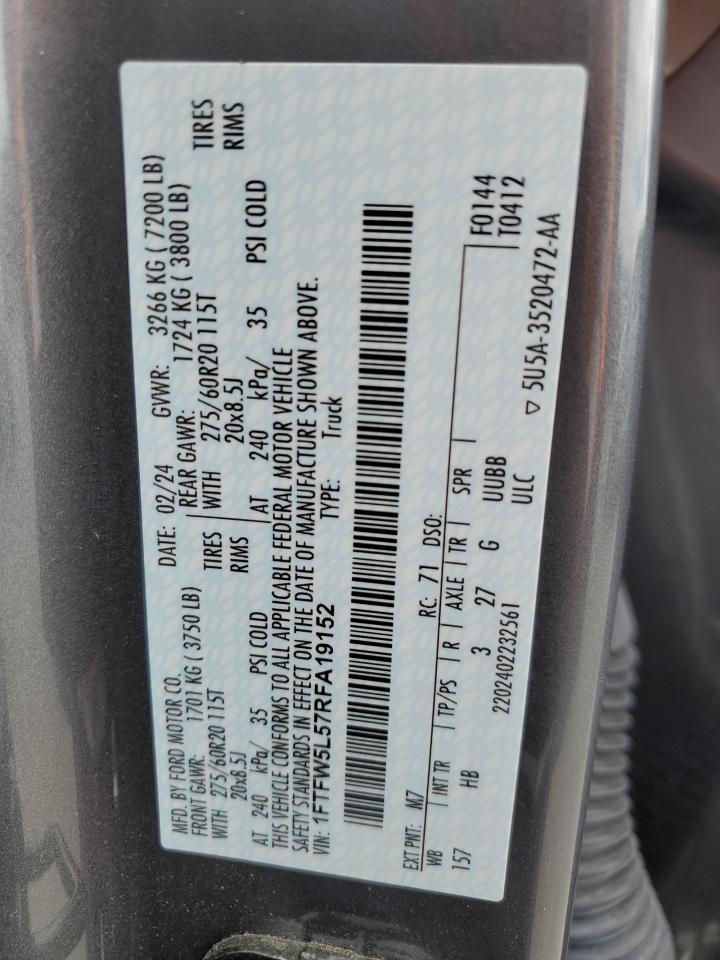 MFD. BY FORD MOTOR CO. DATE: 02/24 GVWR: 3266 KG ( 7200 LB)
FRONT GAWR: 1701 KG ( 3750 LB) REAR GAWR: 1724 KG ( 3800 LB)
WITH 275/60R20 115T TIRES WITH 275/60R20 115T TIRES
20x8.5J RIMS 20x8.5J RIMS
AT 240 kPa/ 35 PSI COLD AT 240 kPa/ 35 PSI COLD
THIS VEHICLE CONFORMS TO ALL APPLICABLE FEDERAL MOTOR VEHICLE
SAFETY STANDARDS IN EFFECT ON THE DATE OF MANUFACTURE SHOWN ABOVE.
VIN: 1FTFW5L57RFA19152 TYPE: Truck
EXT PNT: M7 RC: 71 DSO:
WB INT TR TP/PS R AXLE TR SPR F0144
157 HB 3 27 G UUBB T0412
2202402232561 ULC
▽ 5U5A-3520472-AA